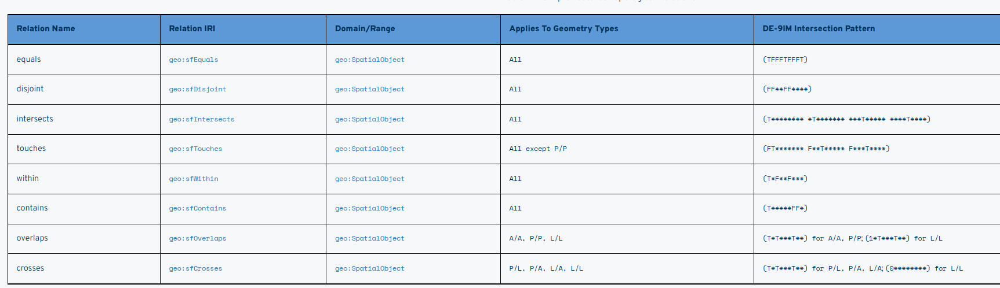 Relation Name Relation IRI Domain/Range Applies To Geometry Types DE-9IM Intersection Pattern
equals geo:sfEquals geo:SpatialObject All (TFFFTFFFT)
disjoint geo:sfDisjoint geo:SpatialObject All (FF**FF****)
intersects geo:sfIntersects geo:SpatialObject All (T******** *T******* ***T***** ****T****)
touches geo:sfTouches geo:SpatialObject All except P/P (FT******* F**T***** F***T****)
within geo:sfWithin geo:SpatialObject All (T*F**F***)
contains geo:sfContains geo:SpatialObject All (T*****FF*)
overlaps geo:sfOverlaps geo:SpatialObject A/A, P/P, L/L (T*T***T**) for A/A, P/P; (1*T***T**) for L/L
crosses geo:sfCrosses geo:SpatialObject P/L, P/A, L/A, L/L (T*T***T**) for P/L, P/A, L/A; (0********) for L/L